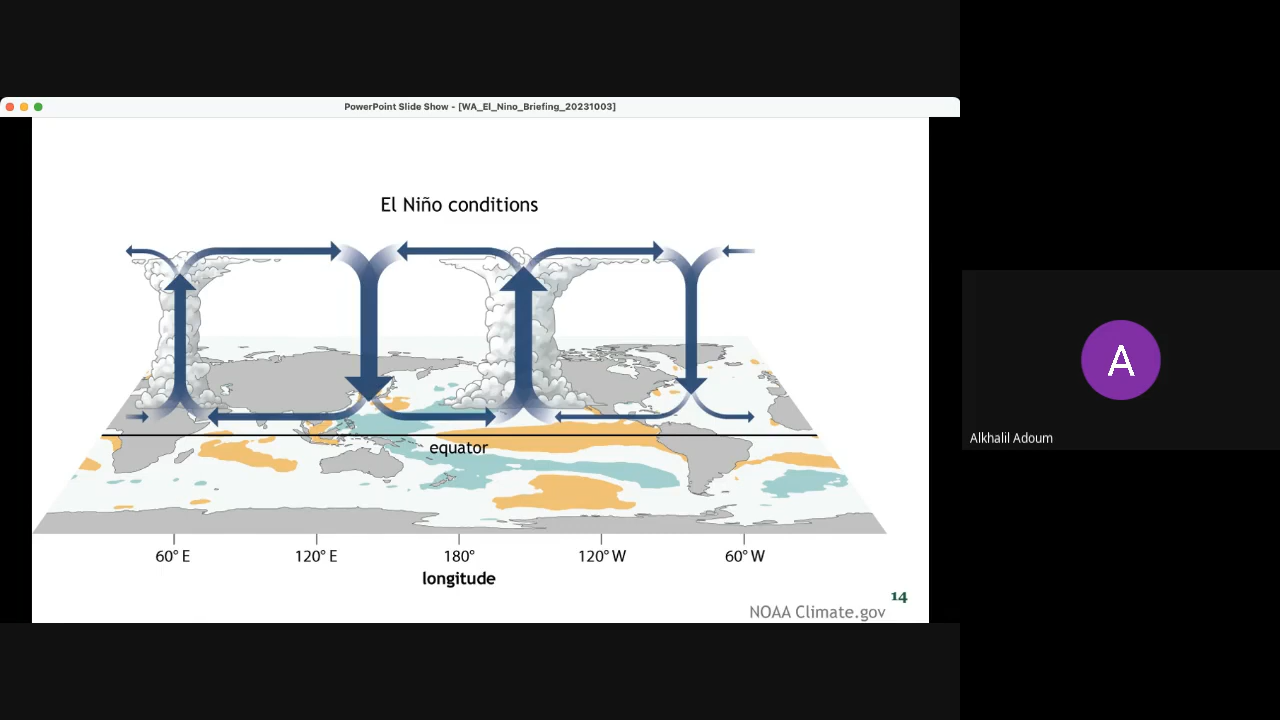 PowerPoint Slide Show - [WA_El_Nino_Briefing_20231003]
El Niño conditions
equator
60° E 120° E 180° 120° W 60° W
longitude
14
NOAA Climate.gov
A
Alkhalil Adoum